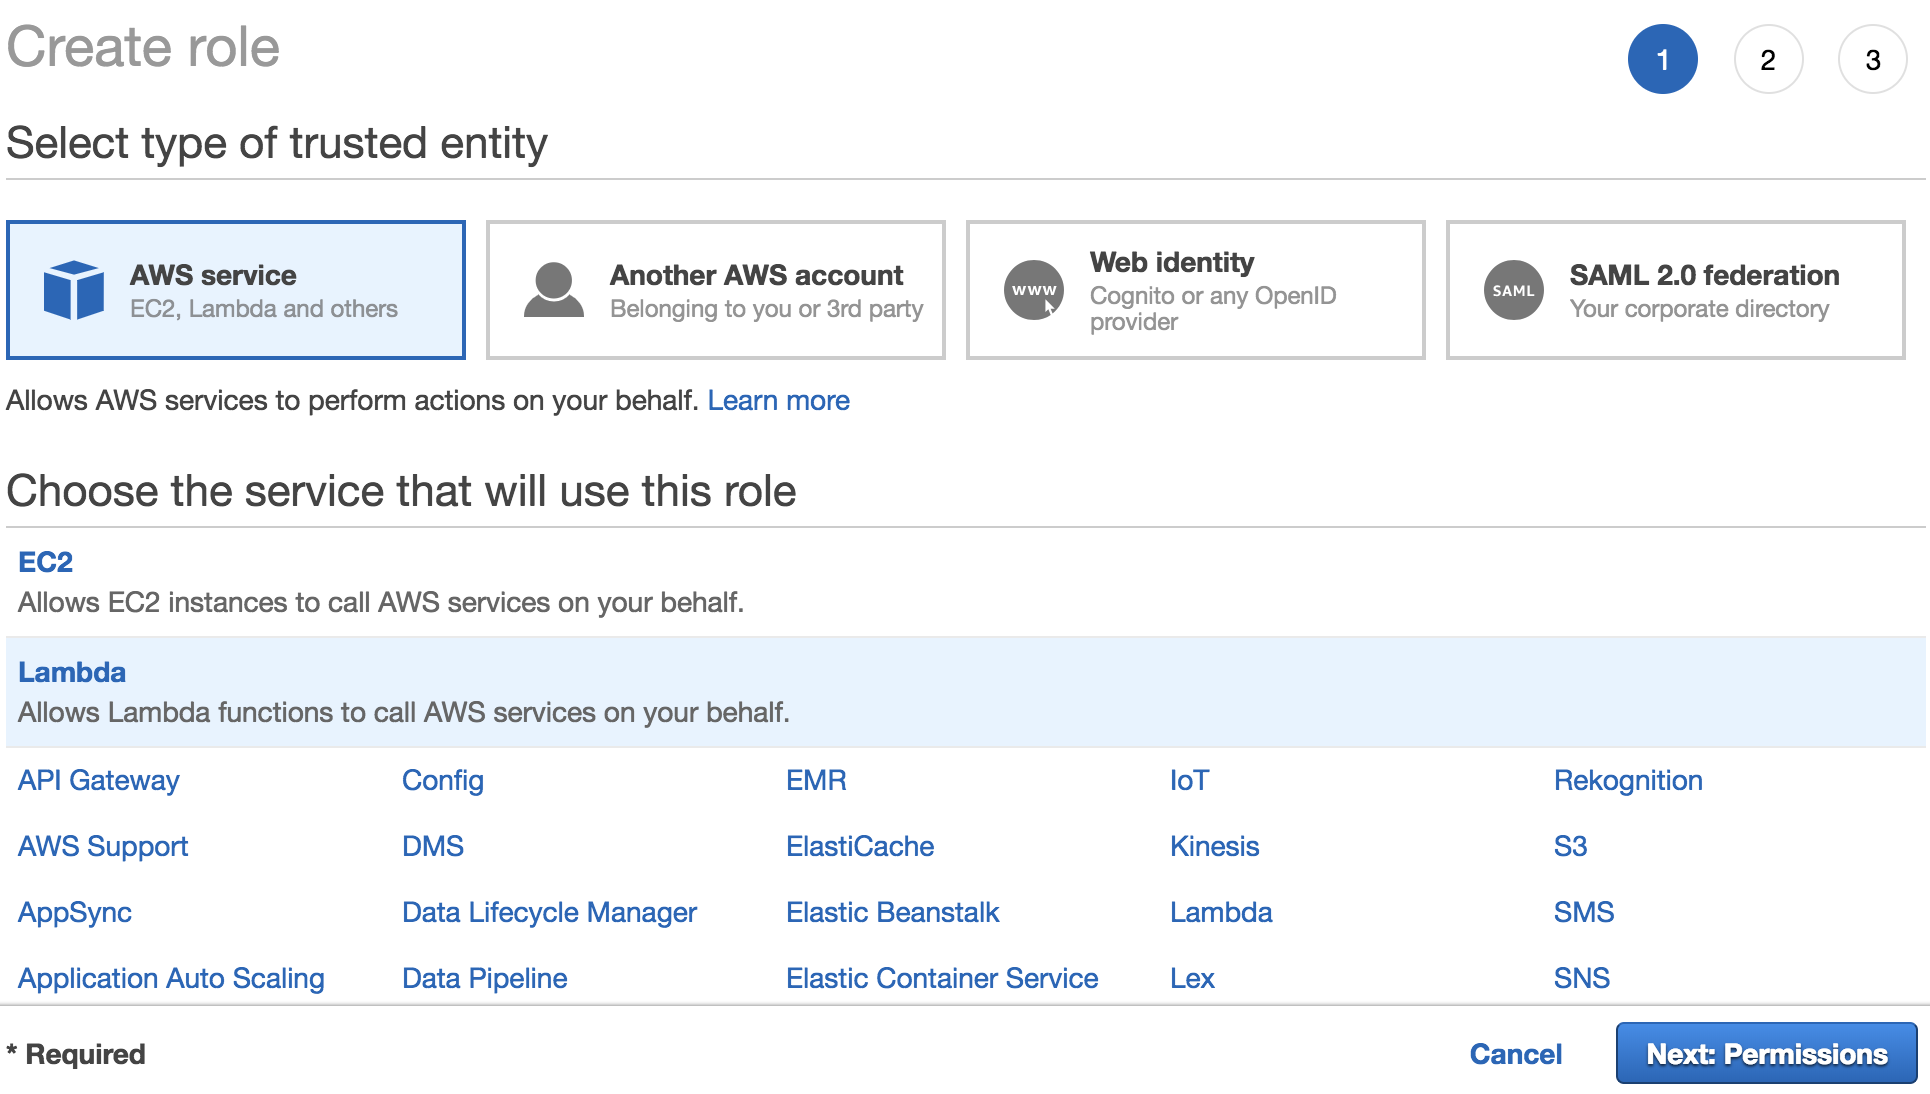 Create role
1 2 3
Select type of trusted entity
AWS service
EC2, Lambda and others
Another AWS account
Belonging to you or 3rd party
www
Web identity
Cognito or any OpenID
provider
SAML
SAML 2.0 federation
Your corporate directory
Allows AWS services to perform actions on your behalf. Learn more
Choose the service that will use this role
EC2
Allows EC2 instances to call AWS services on your behalf.
Lambda
Allows Lambda functions to call AWS services on your behalf.
API Gateway Config EMR IoT Rekognition
AWS Support DMS ElastiCache Kinesis S3
AppSync Data Lifecycle Manager Elastic Beanstalk Lambda SMS
Application Auto Scaling Data Pipeline Elastic Container Service Lex SNS
* Required Cancel Next: Permissions